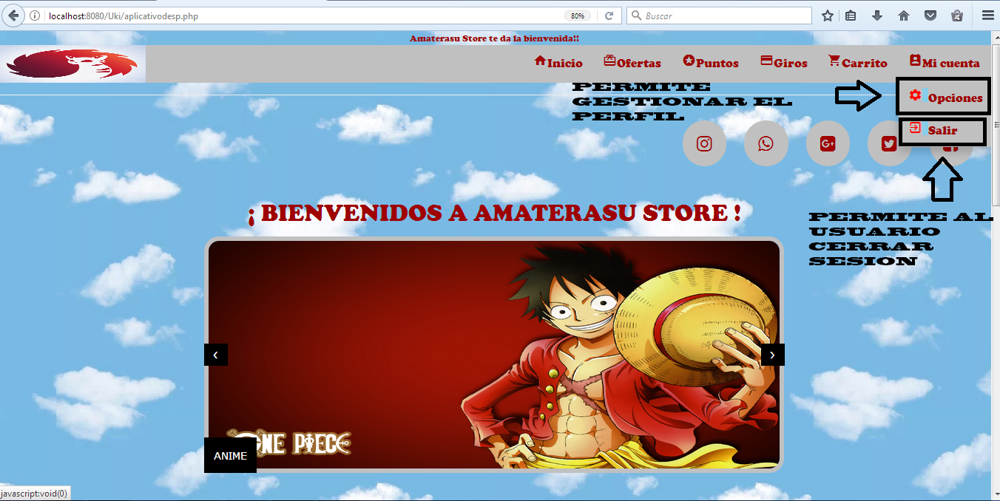 localhost:8080/Uki/aplicativodesp.php
80%
Buscar
Amaterasu Store te da la bienvenida!!
Inicio
Ofertas
Puntos
Giros
Carrito
Mi cuenta
PERMITE
GESTIONAR EL
PERFIL
Opciones
Salir
G+
¡ BIENVENIDOS A AMATERASU STORE !
PERMITE AL
USUARIO
CERRAR
SESION
‹
›
ONE PIECE
ANIME
javascript:void(0)